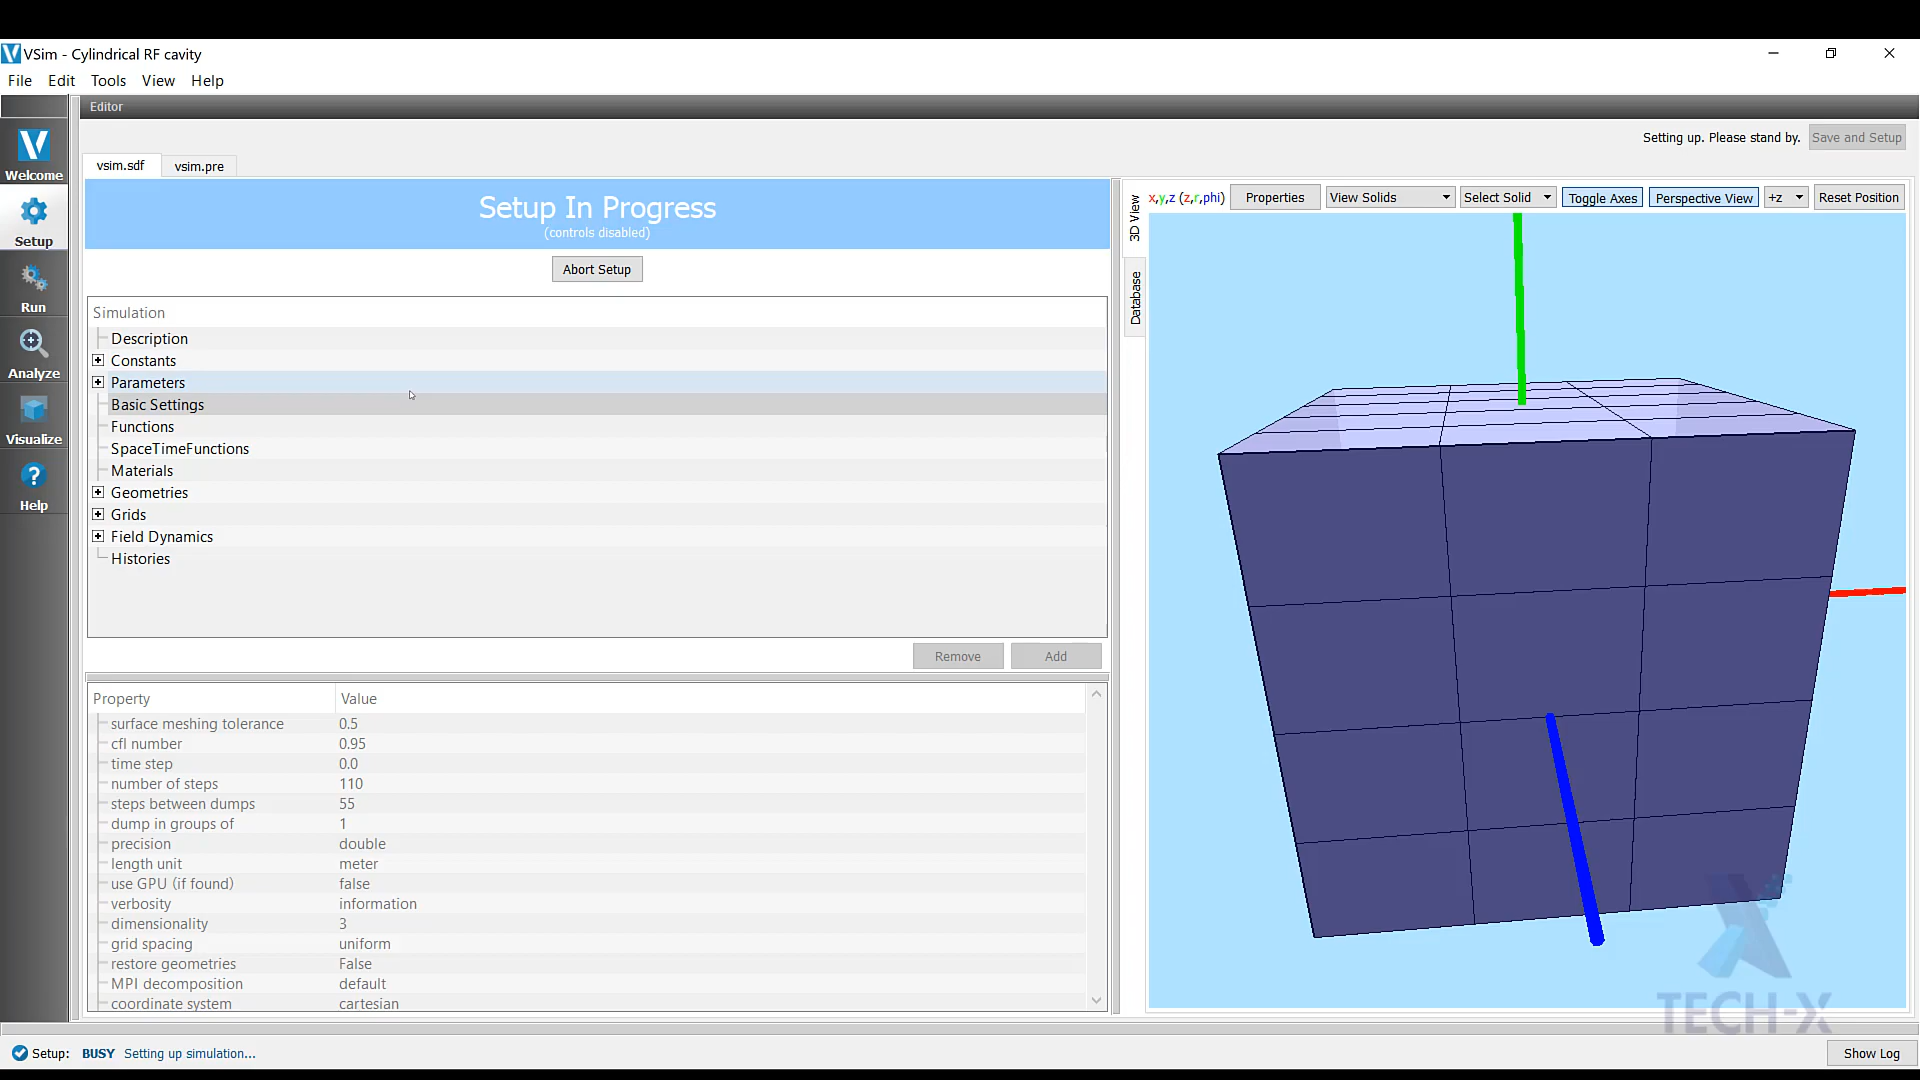 VSim - Cylindrical RF cavity
File Edit Tools View Help
Editor
Setting up. Please stand by. Save and Setup
vsim.sdf vsim.pre
Welcome
Setup
Run
Analyze
Visualize
Help
Setup In Progress
(controls disabled)
Abort Setup
Simulation
Description
Constants
Parameters
Basic Settings
Functions
SpaceTimeFunctions
Materials
Geometries
Grids
Field Dynamics
Histories
Remove Add
Property Value
surface meshing tolerance 0.5
cfl number 0.95
time step 0.0
number of steps 110
steps between dumps 55
dump in groups of 1
precision double
length unit meter
use GPU (if found) false
verbosity information
dimensionality 3
grid spacing uniform
restore geometries False
MPI decomposition default
coordinate system cartesian
3D View
Database
x,y,z (z,r,phi) Properties View Solids Select Solid Toggle Axes Perspective View +z Reset Position
TECH-X
Setup: BUSY Setting up simulation... Show Log